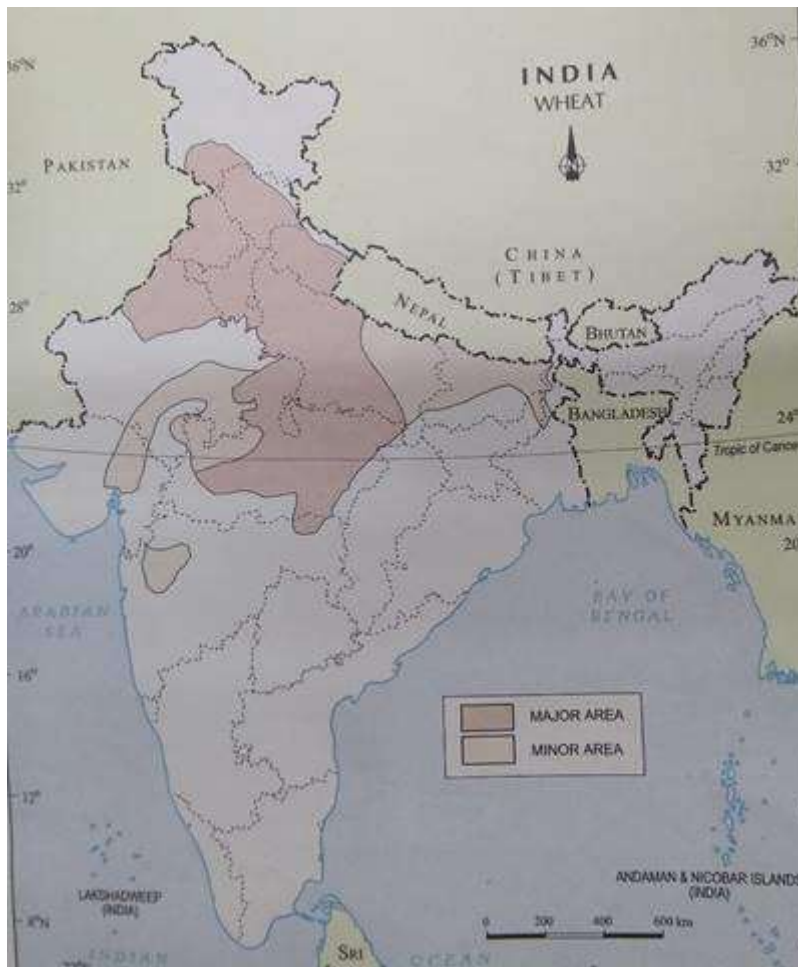 INDIA
WHEAT
36°N
36°N
PAKISTAN
32°
32°
N
CHINA
(TIBET)
NEPAL
28°
BHUTAN
BANGLADESH
24°
Tropic of Cance
MYANMA
20°
20
ARABIAN
SEA
BAY OF
BENGAL
16°
MAJOR AREA
MINOR AREA
12°
LAKSHADWEEP
(INDIA)
ANDAMAN & NICOBAR ISLANDS
(INDIA)
8°N
0 200 400 600 km
INDIAN
SRI
OCEAN